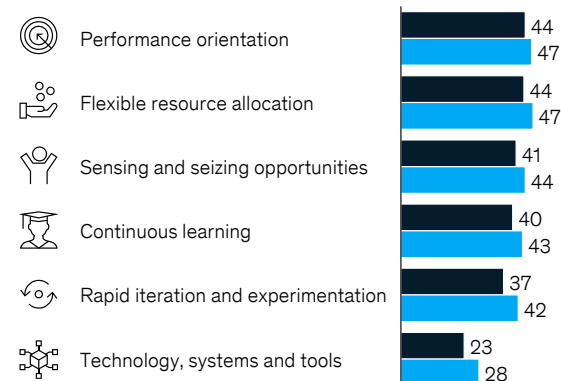 Performance orientation
44
47
Flexible resource allocation
44
47
Sensing and seizing opportunities
41
44
Continuous learning
40
43
Rapid iteration and experimentation
37
42
Technology, systems and tools
23
28